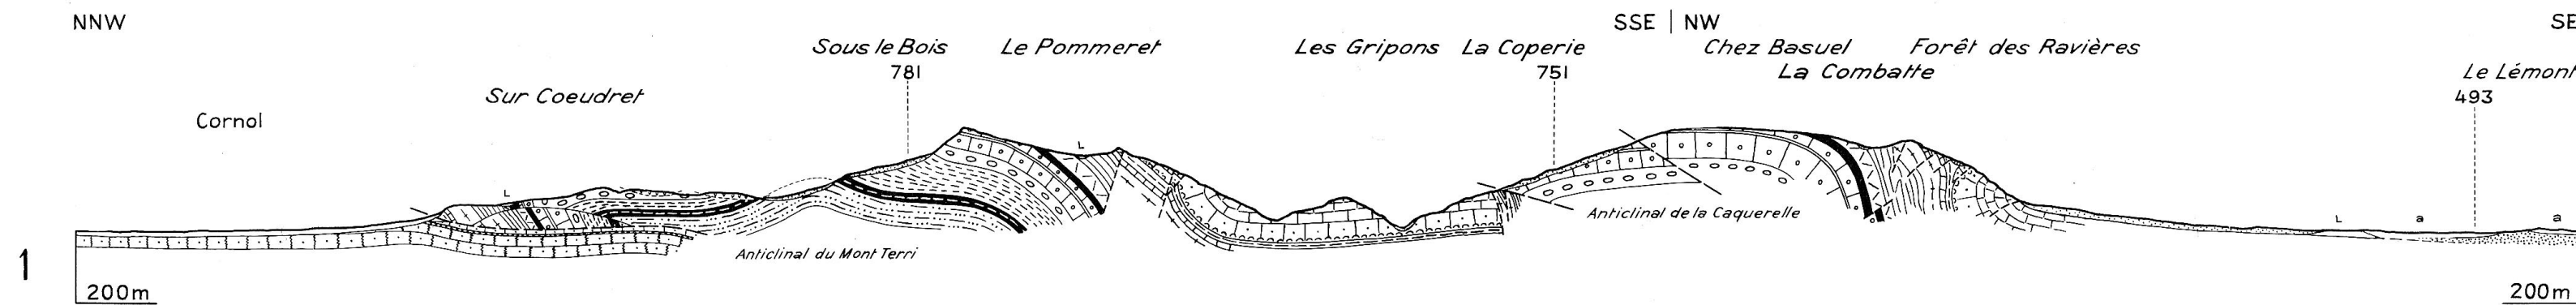 NNW
SSE | NW
SE
Sous le Bois
Le Pommeret
Les Gripons
La Coperie
Chez Basuel
Forêt des Ravières
781
751
La Combatte
Le Lémont
Sur Coeudret
493
Cornol
L
L
Anticlinal de la Caquerelle
L
a
a
Anticlinal du Mont Terri
1
200m
200m